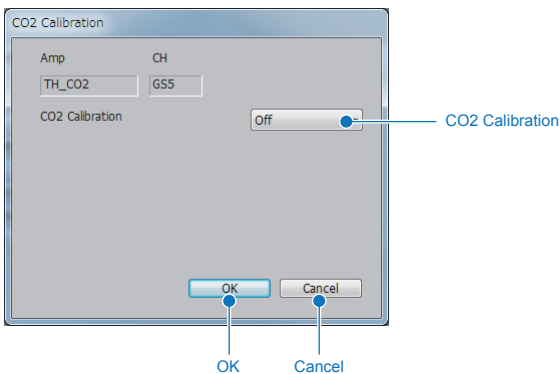 CO2 Calibration
Amp CH
TH_CO2 GS5
CO2 Calibration Off CO2 Calibration
OK Cancel
OK Cancel